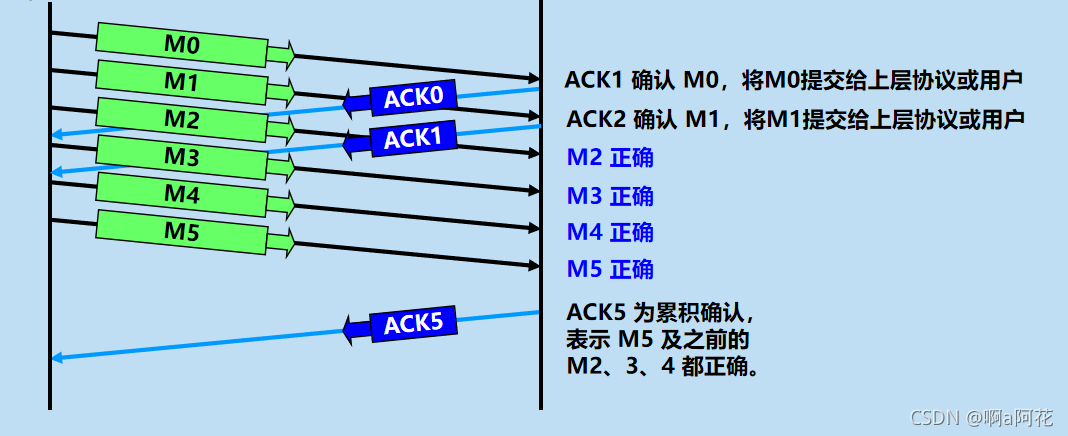 M0
M1
M2
M3
M4
M5
ACK0
ACK1
ACK5
ACK1 确认 M0，将M0提交给上层协议或用户
ACK2 确认 M1，将M1提交给上层协议或用户
M2 正确
M3 正确
M4 正确
M5 正确
ACK5 为累积确认，
表示 M5 及之前的
M2、3、4 都正确。
CSDN @啊a阿花